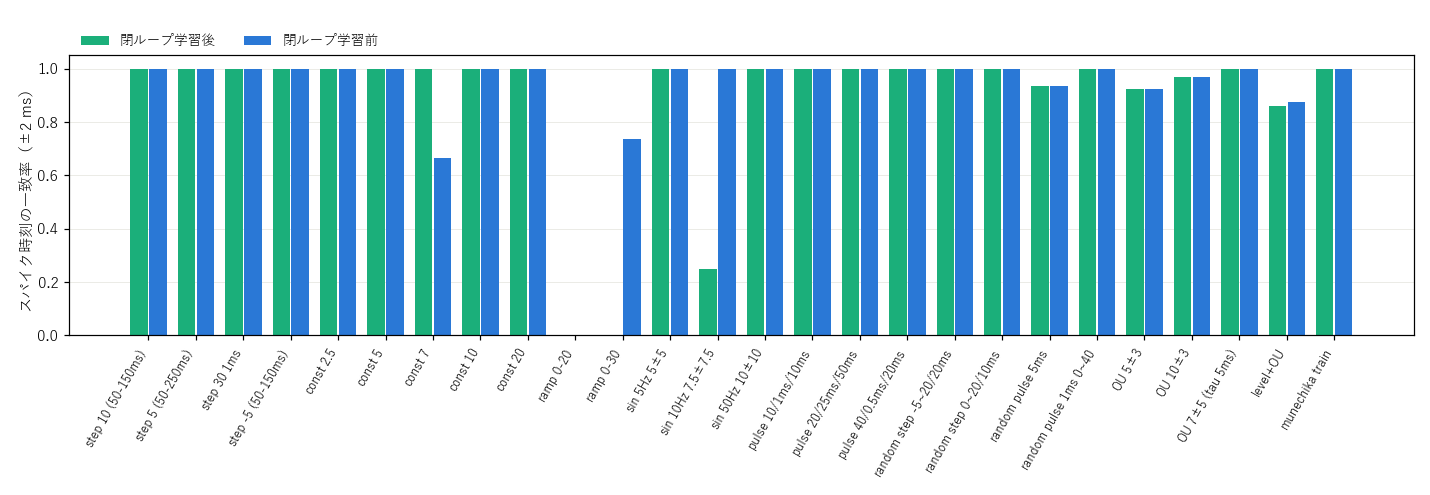 閉ループ学習後 閉ループ学習前
スパイク時刻の一致率（±2 ms）
1.0
0.8
0.6
0.4
0.2
0.0
step 10 (50-150ms)
step 5 (50-250ms)
step 30 1ms
step -5 (50-150ms)
const 2.5
const 5
const 7
const 10
const 20
ramp 0-20
ramp 0-30
sin 5Hz 5±5
sin 10Hz 7.5±7.5
sin 50Hz 10±10
pulse 10/1ms/10ms
pulse 20/25ms/50ms
pulse 40/0.5ms/20ms
random step -5~20/20ms
random step 0~20/10ms
random pulse 5ms
random pulse 1ms 0~40
OU 5±3
OU 10±3
OU 7±5 (tau 5ms)
level+OU
munechika train